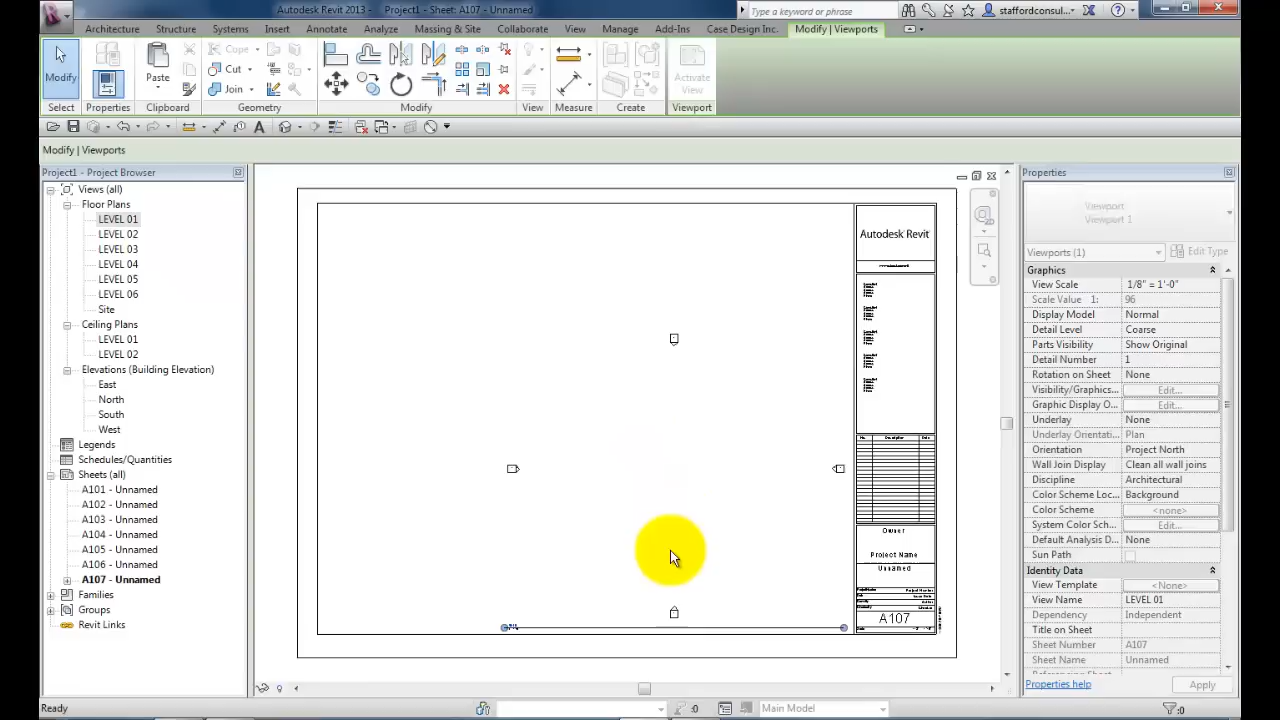 Autodesk Revit 2013 - Project1 - Sheet: A107 - Unnamed
Type a keyword or phrase
staffordconsul...
Architecture Structure Systems Insert Annotate Analyze Massing & Site Collaborate View Manage Add-Ins Case Design Inc. Modify | Viewports
Modify
Paste
Cope
Cut
Join
Activate
View
Select Properties Clipboard Geometry Modify View Measure Create Viewport
Modify | Viewports
Project1 - Project Browser
Views (all)
Floor Plans
LEVEL 01
LEVEL 02
LEVEL 03
LEVEL 04
LEVEL 05
LEVEL 06
Site
Ceiling Plans
LEVEL 01
LEVEL 02
Elevations (Building Elevation)
East
North
South
West
Legends
Schedules/Quantities
Sheets (all)
A101 - Unnamed
A102 - Unnamed
A103 - Unnamed
A104 - Unnamed
A105 - Unnamed
A106 - Unnamed
A107 - Unnamed
Families
Groups
Revit Links
Autodesk Revit
No. Description Date
Owner
Project Name
Unnamed
A107
Properties
Viewport
Viewport 1
Viewports (1)
Edit Type
Graphics
View Scale 1/8" = 1'-0"
Scale Value 1: 96
Display Model Normal
Detail Level Coarse
Parts Visibility Show Original
Detail Number 1
Rotation on Sheet None
Visibility/Graphics... Edit...
Graphic Display O... Edit...
Underlay None
Underlay Orientati... Plan
Orientation Project North
Wall Join Display Clean all wall joins
Discipline Architectural
Color Scheme Loc... Background
Color Scheme <none>
System Color Sch... Edit...
Default Analysis D... None
Sun Path
Identity Data
View Template <None>
View Name LEVEL 01
Dependency Independent
Title on Sheet
Sheet Number A107
Sheet Name Unnamed
Properties help
Apply
Ready
:0
Main Model
:0